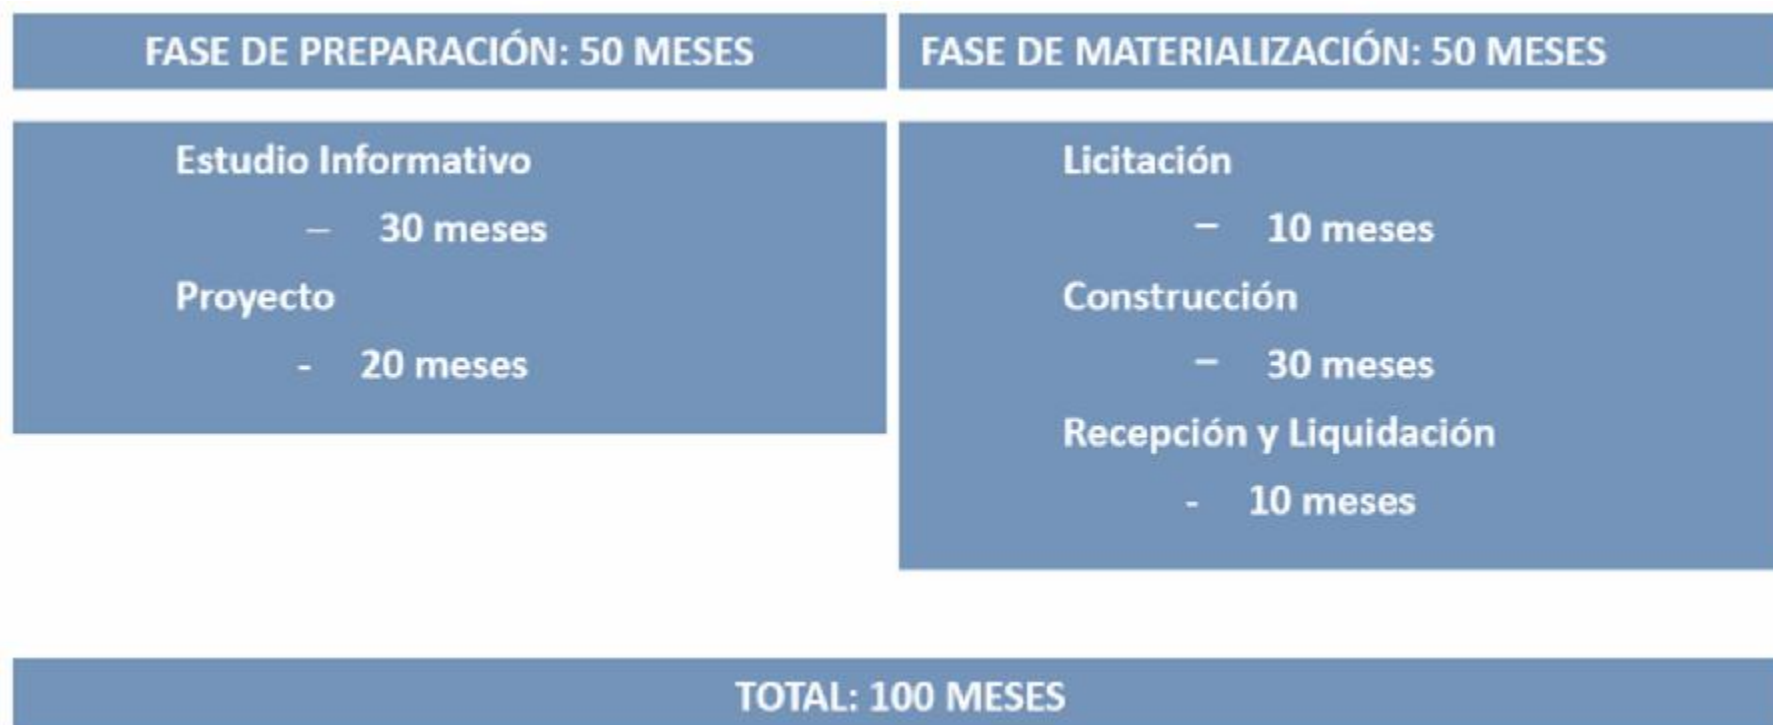 FASE DE PREPARACIÓN: 50 MESES
Estudio Informativo
– 30 meses
Proyecto
- 20 meses
FASE DE MATERIALIZACIÓN: 50 MESES
Licitación
– 10 meses
Construcción
– 30 meses
Recepción y Liquidación
- 10 meses
TOTAL: 100 MESES